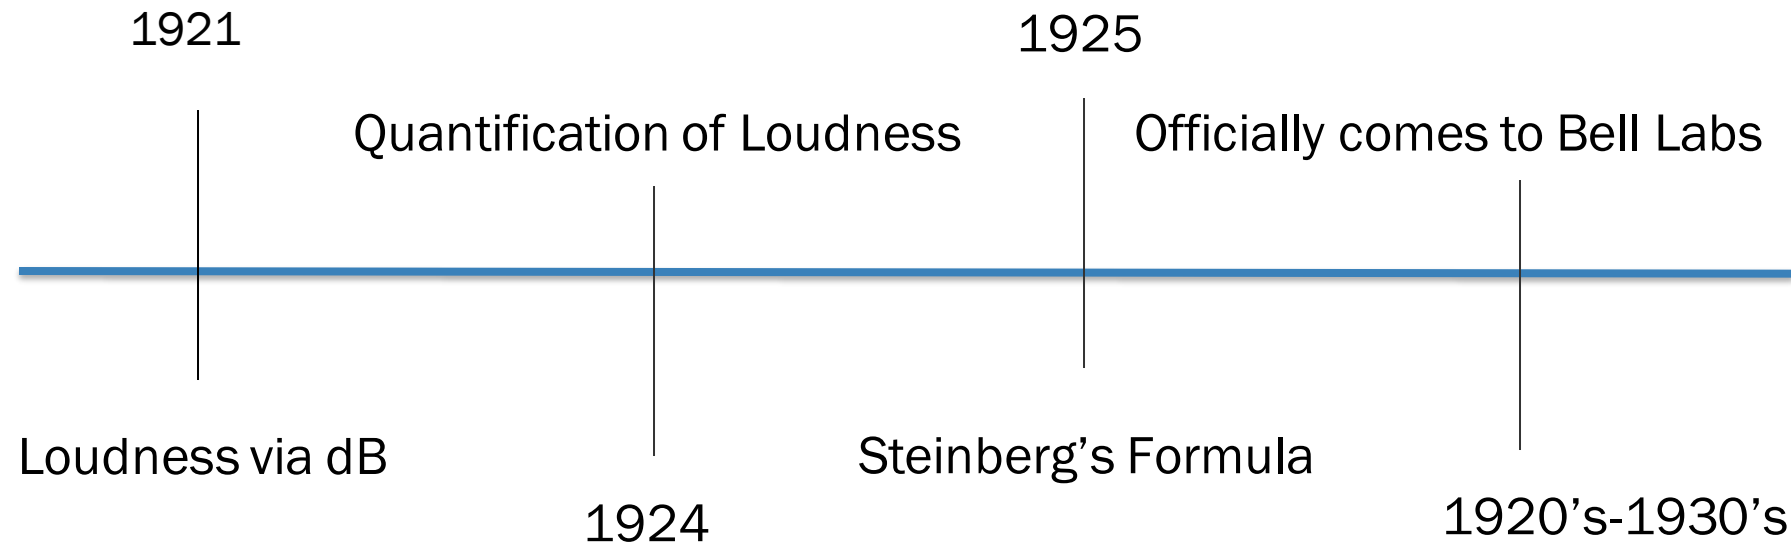 1921
1925
Quantification of Loudness
Officially comes to Bell Labs
Loudness via dB
Steinberg’s Formula
1924
1920’s-1930’s